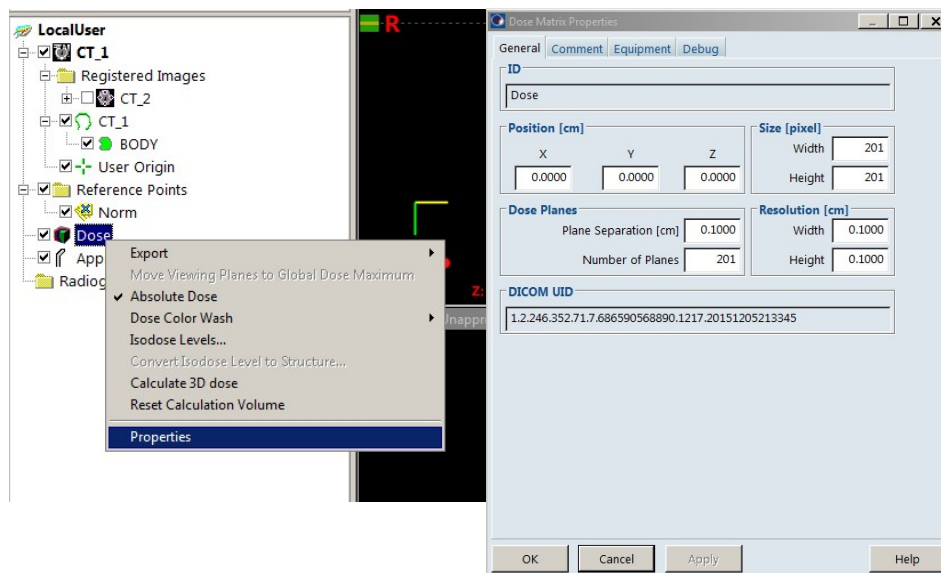 LocalUser
CT_1
Registered Images
CT_2
CT_1
BODY
User Origin
Reference Points
Norm
Dose
App
Radiog
Export
Move Viewing Planes to Global Dose Maximum
Absolute Dose
Dose Color Wash
Isodose Levels...
Convert Isodose Level to Structure...
Calculate 3D dose
Reset Calculation Volume
Properties
R
Z:
Unappr
Dose Matrix Properties
General Comment Equipment Debug
ID
Dose
Position [cm] Size [pixel]
X Y Z Width 201
0.0000 0.0000 0.0000 Height 201
Dose Planes Resolution [cm]
Plane Separation [cm] 0.1000 Width 0.1000
Number of Planes 201 Height 0.1000
DICOM UID
1.2.246.352.71.7.686590568890.1217.20151205213345
OK Cancel Apply Help